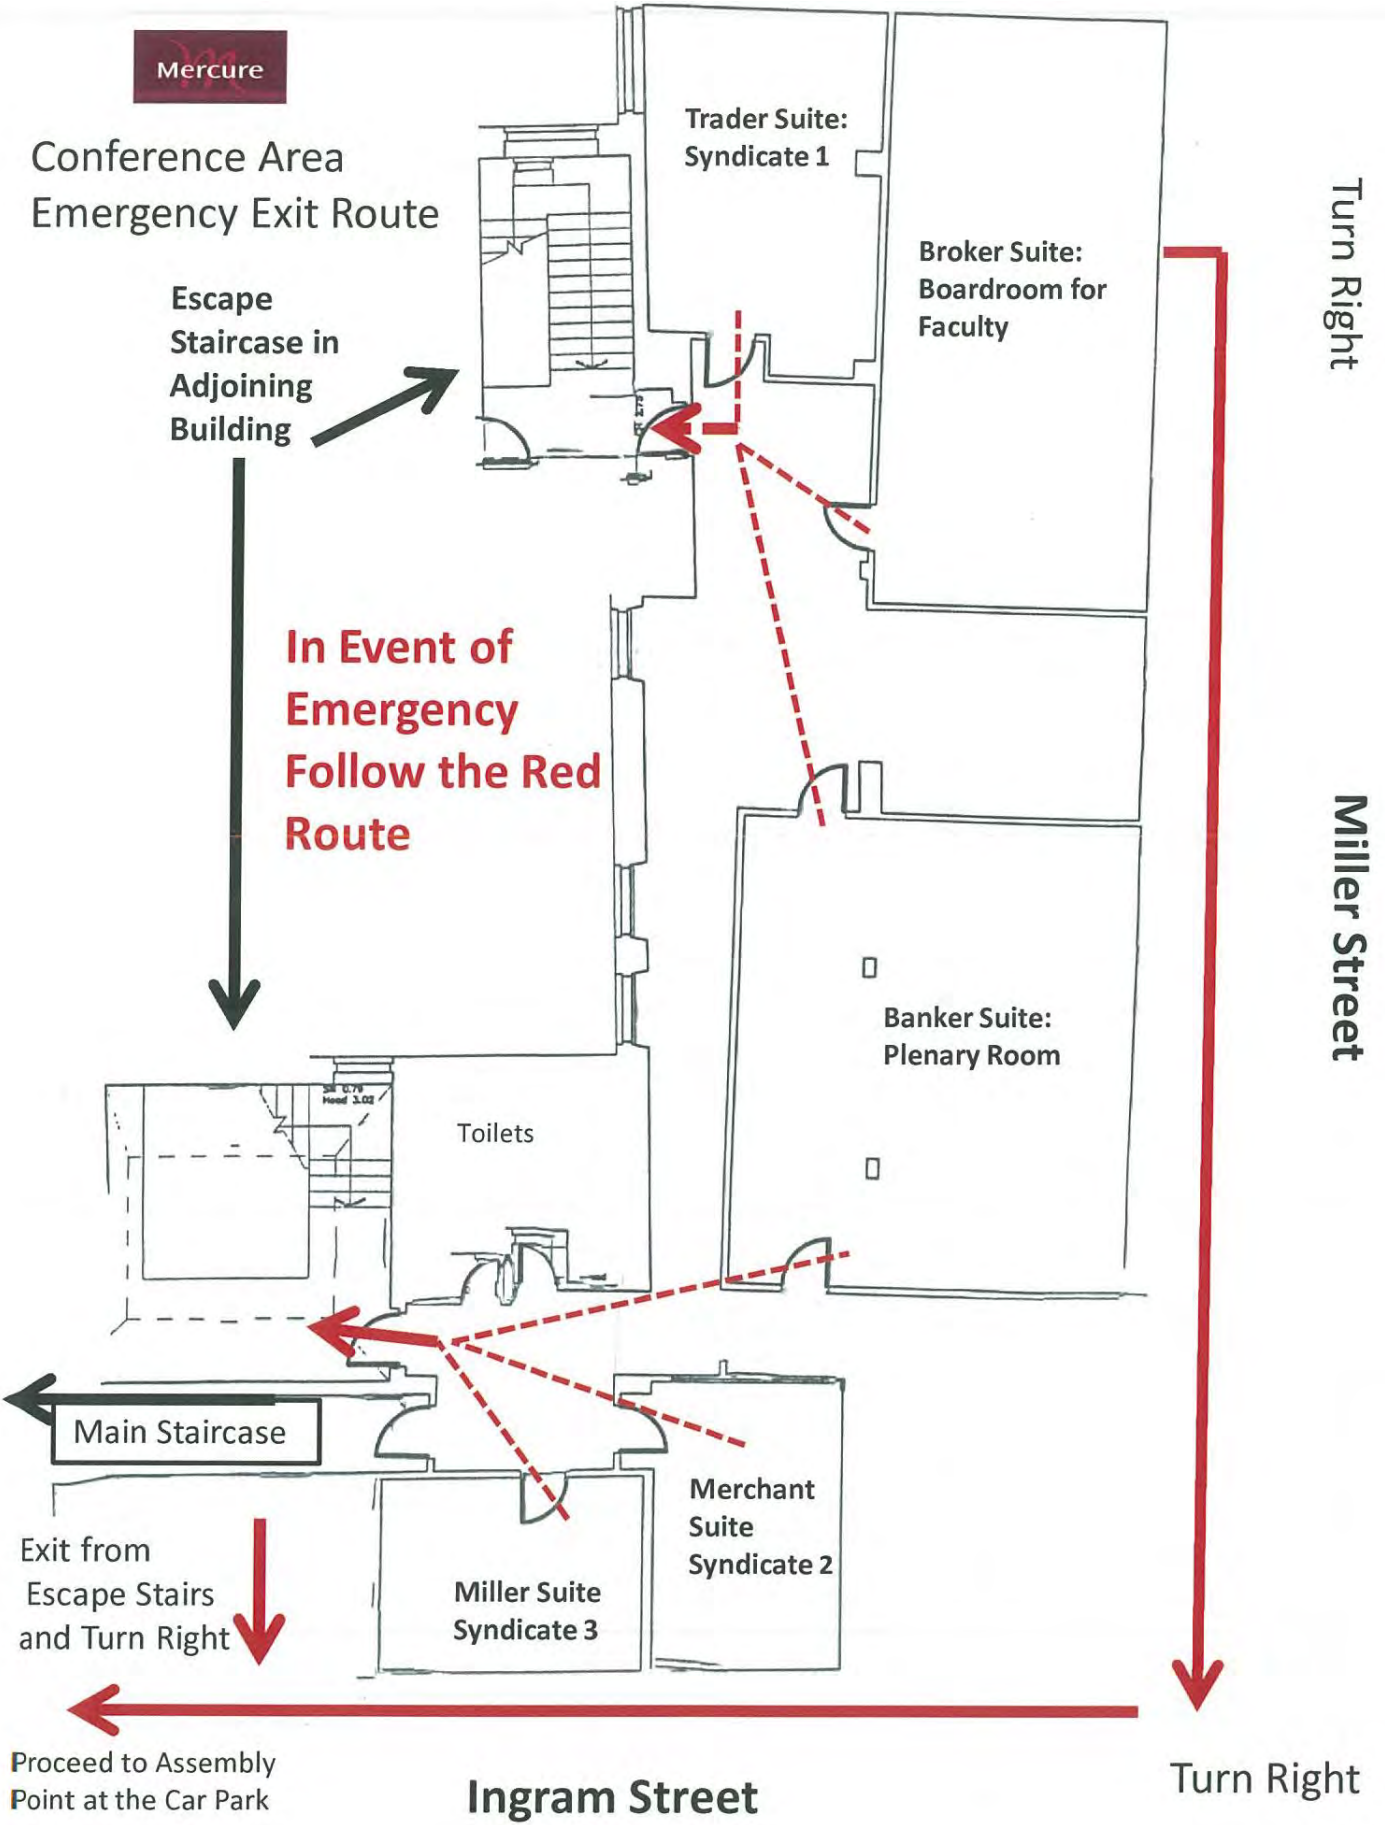 Mercure
Conference Area
Emergency Exit Route
Trader Suite:
Syndicate 1
Broker Suite:
Boardroom for
Faculty
Turn Right
Escape
Staircase in
Adjoining
Building
In Event of
Emergency
Follow the Red
Route
Miller Street
Banker Suite:
Plenary Room
Head 3.02
Toilets
Main Staircase
Merchant
Suite
Syndicate 2
Exit from
Escape Stairs
and Turn Right
Miller Suite
Syndicate 3
Proceed to Assembly
Point at the Car Park
Ingram Street
Turn Right